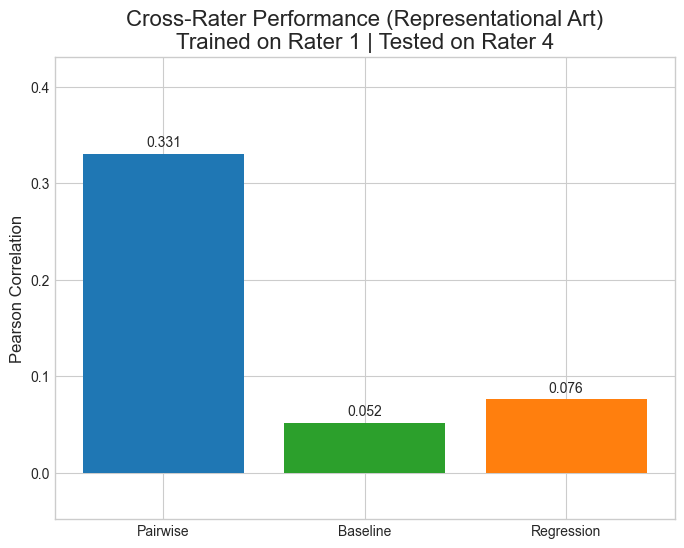 Cross-Rater Performance (Representational Art)
Trained on Rater 1 | Tested on Rater 4
Pearson Correlation
0.4
0.3
0.2
0.1
0.0
0.331
0.052
0.076
Pairwise
Baseline
Regression